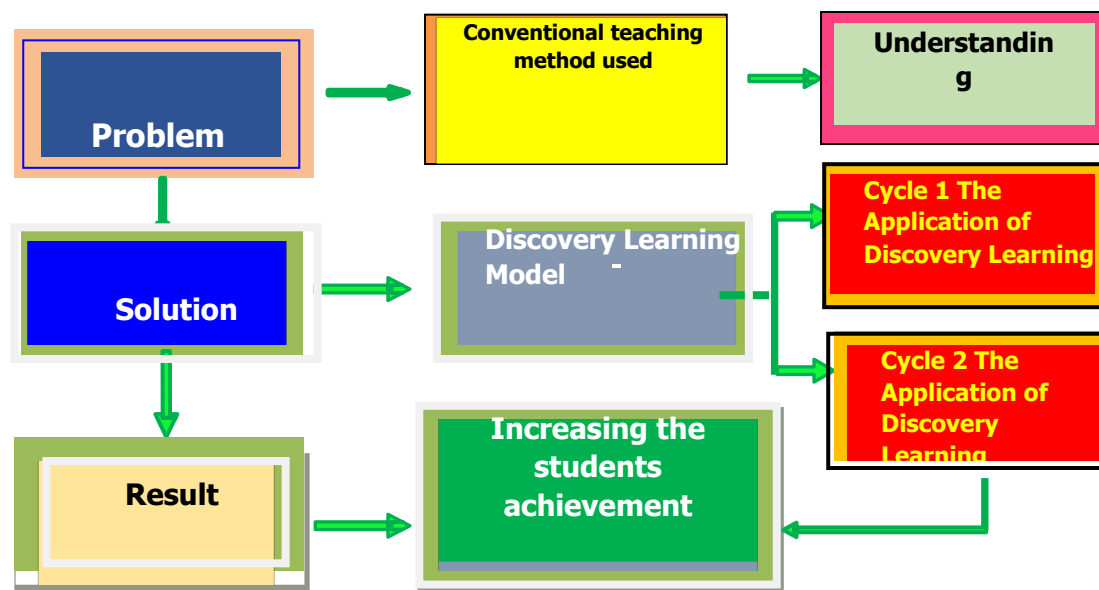 Problem
Conventional teaching
method used
Understandin
g
Solution
Discovery Learning
Model -
Cycle 1 The
Application of
Discovery Learning
Cycle 2 The
Application of
Discovery
Learning
Result
Increasing the
students
achievement